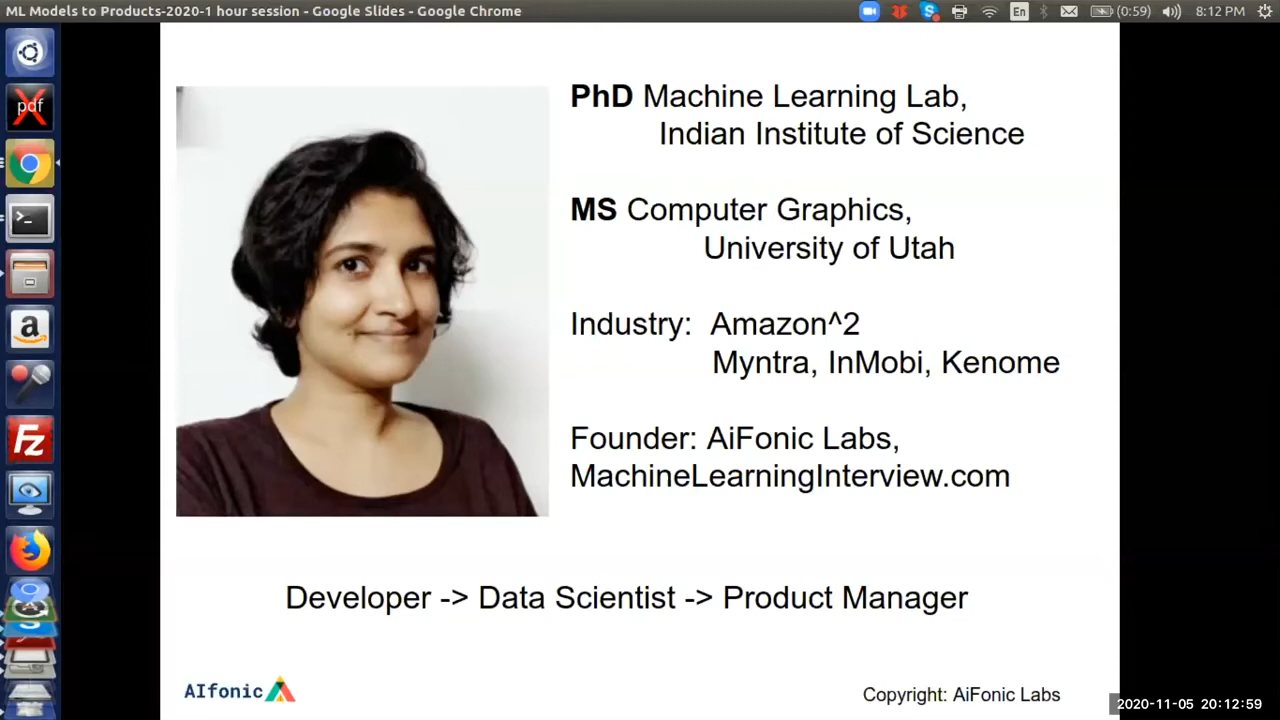 ML Models to Products-2020-1 hour session - Google Slides - Google Chrome
En
(0:59)
8:12 PM
pdf
PhD Machine Learning Lab,
Indian Institute of Science
MS Computer Graphics,
University of Utah
Industry: Amazon^2
Myntra, InMobi, Kenome
Founder: AiFonic Labs,
MachineLearningInterview.com
Developer -> Data Scientist -> Product Manager
AIfonic
Copyright: AiFonic Labs
2020-11-05 20:12:59
a
Fz